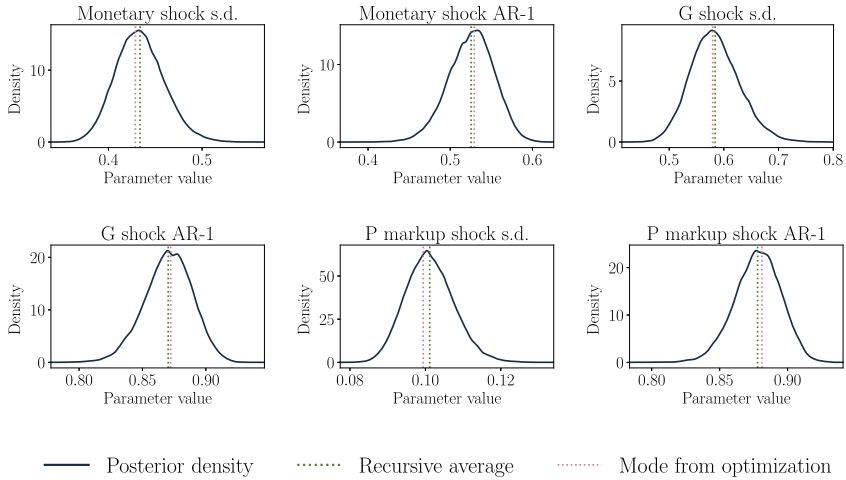 Monetary shock s.d.
Density
10
0
0.4 0.5
Parameter value
Monetary shock AR-1
Density
10
0
0.4 0.5 0.6
Parameter value
G shock s.d.
Density
5
0
0.5 0.6 0.7 0.8
Parameter value
G shock AR-1
Density
20
10
0
0.80 0.85 0.90
Parameter value
P markup shock s.d.
Density
50
25
0
0.08 0.10 0.12
Parameter value
P markup shock AR-1
Density
20
10
0
0.80 0.85 0.90
Parameter value
Posterior density Recursive average Mode from optimization